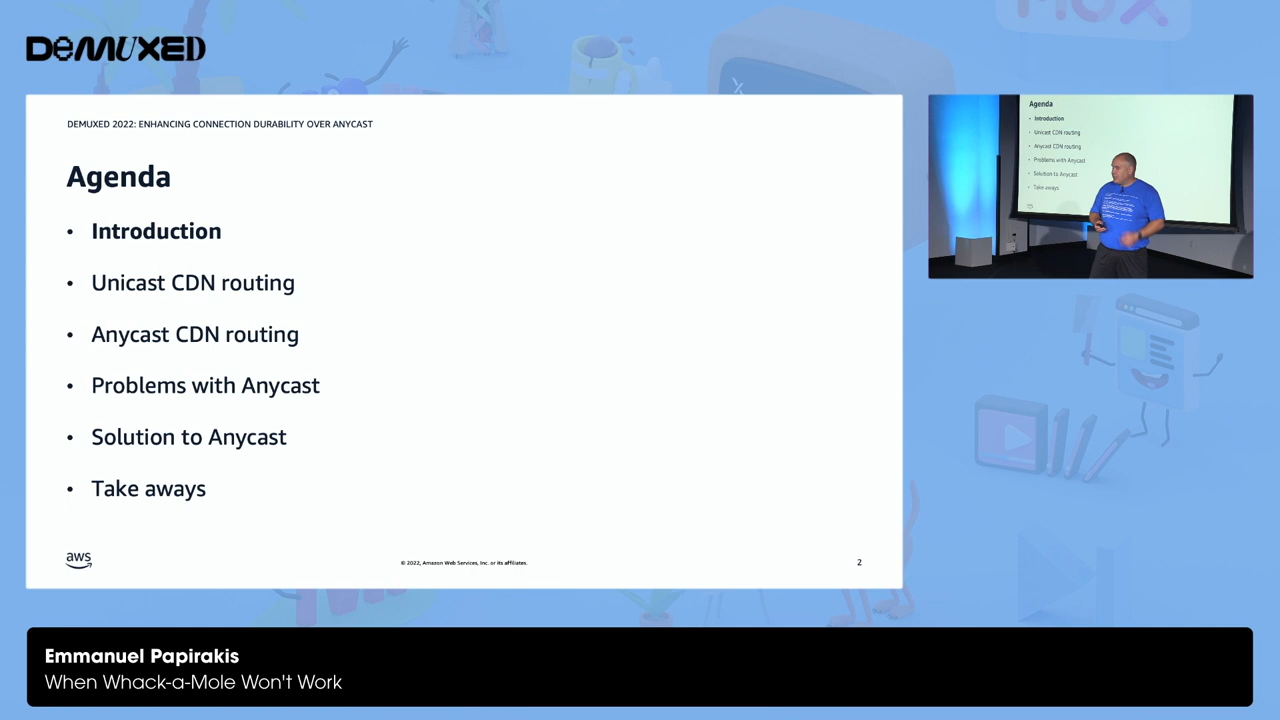 DEMUXED
MUX
DEMUXED 2022: ENHANCING CONNECTION DURABILITY OVER ANYCAST
Agenda
• Introduction
• Unicast CDN routing
• Anycast CDN routing
• Problems with Anycast
• Solution to Anycast
• Take aways
aws
© 2022, Amazon Web Services, Inc. or its affiliates.
2
Agenda
• Introduction
• Unicast CDN routing
• Anycast CDN routing
• Problems with Anycast
• Solution to Anycast
• Take aways
Emmanuel Papirakis
When Whack-a-Mole Won't Work